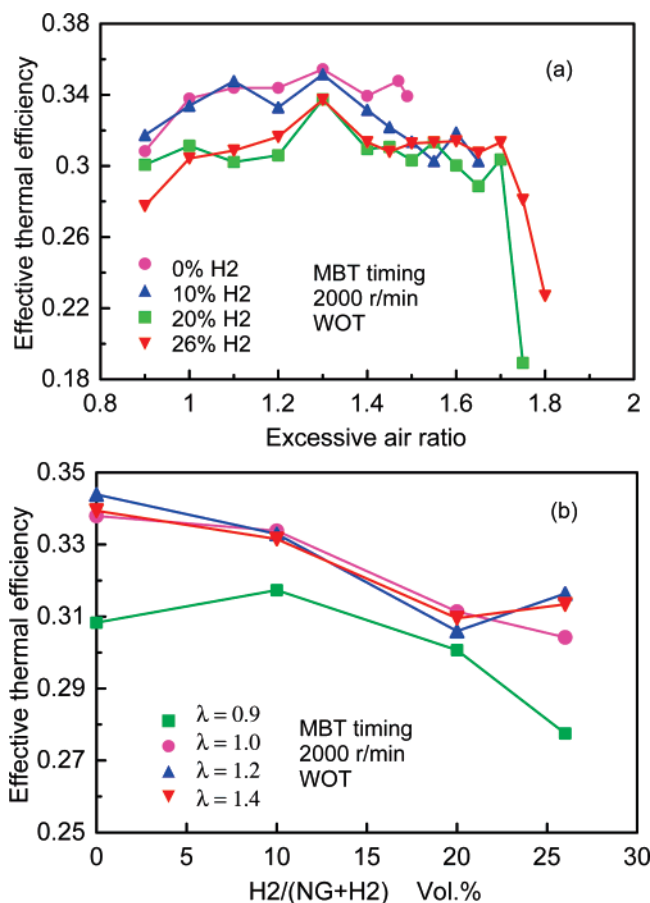 0.38
(a)
0.34
0.3
0.26
0.22
0.18
Effective thermal efficiency
0% H2
10% H2
20% H2
26% H2
MBT timing
2000 r/min
WOT
0.8 1 1.2 1.4 1.6 1.8 2
Excessive air ratio
0.35
(b)
0.33
0.31
0.29
0.27
0.25
Effective thermal efficiency
λ = 0.9
λ = 1.0
λ = 1.2
λ = 1.4
MBT timing
2000 r/min
WOT
0 5 10 15 20 25 30
H2/(NG+H2) Vol.%